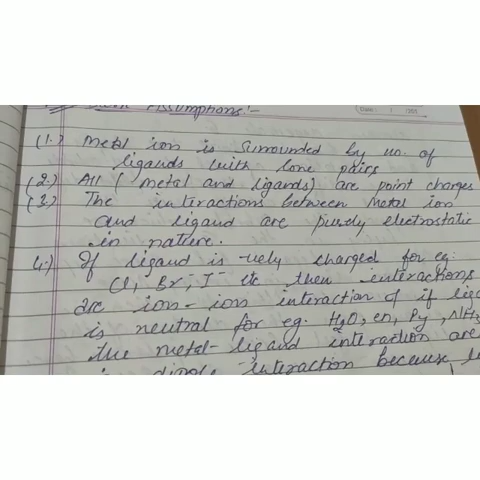 Assumptions:-
(1.) Metal ion is surrounded by no. of
ligands with lone pairs
(2.) All ( metal and ligands) are point charges
(3.) The interactions between metal ion
and ligand are purely electrostatic
in nature.
4.) If ligand is -vely charged for eg:
Cl, Br⁻, I⁻ etc then interactions
are ion-ion interaction & if
is neutral for eg. H₂O, en, Py, NH₃
the metal-ligand interaction are
dipole interaction because